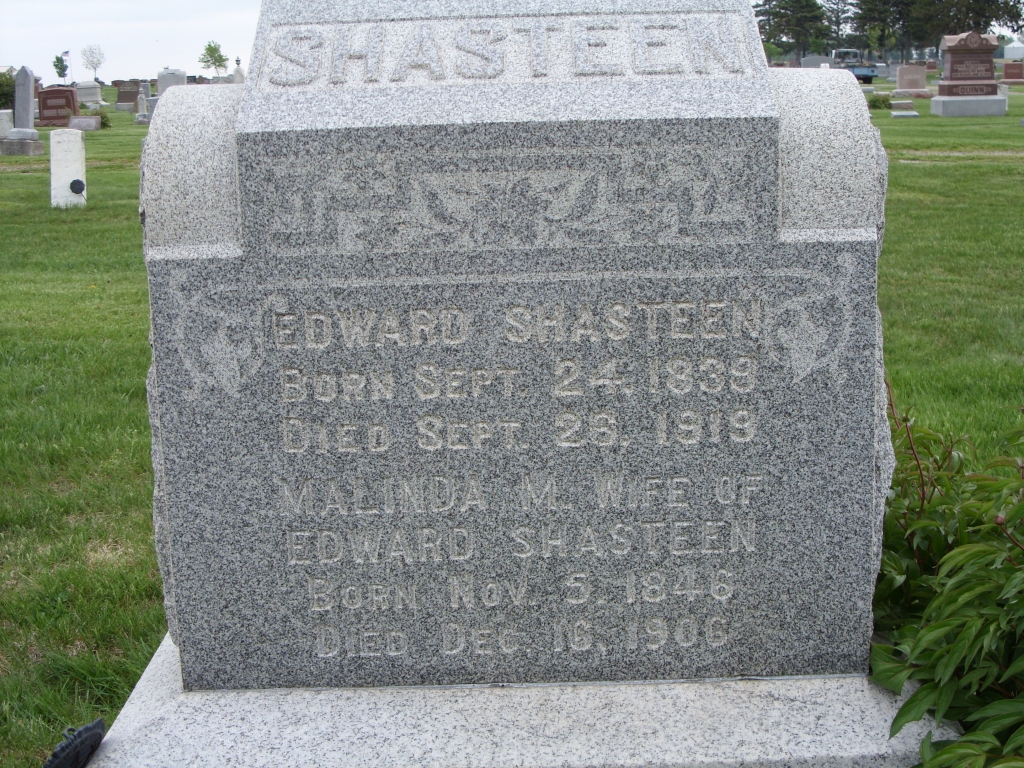 SHASTEEN
EDWARD SHASTEEN
BORN SEPT. 24, 1839
DIED SEPT. 28, 1919
MALINDA M. WIFE OF
EDWARD SHASTEEN
BORN NOV. 5, 1846
DIED DEC. 16, 1906
QUINN